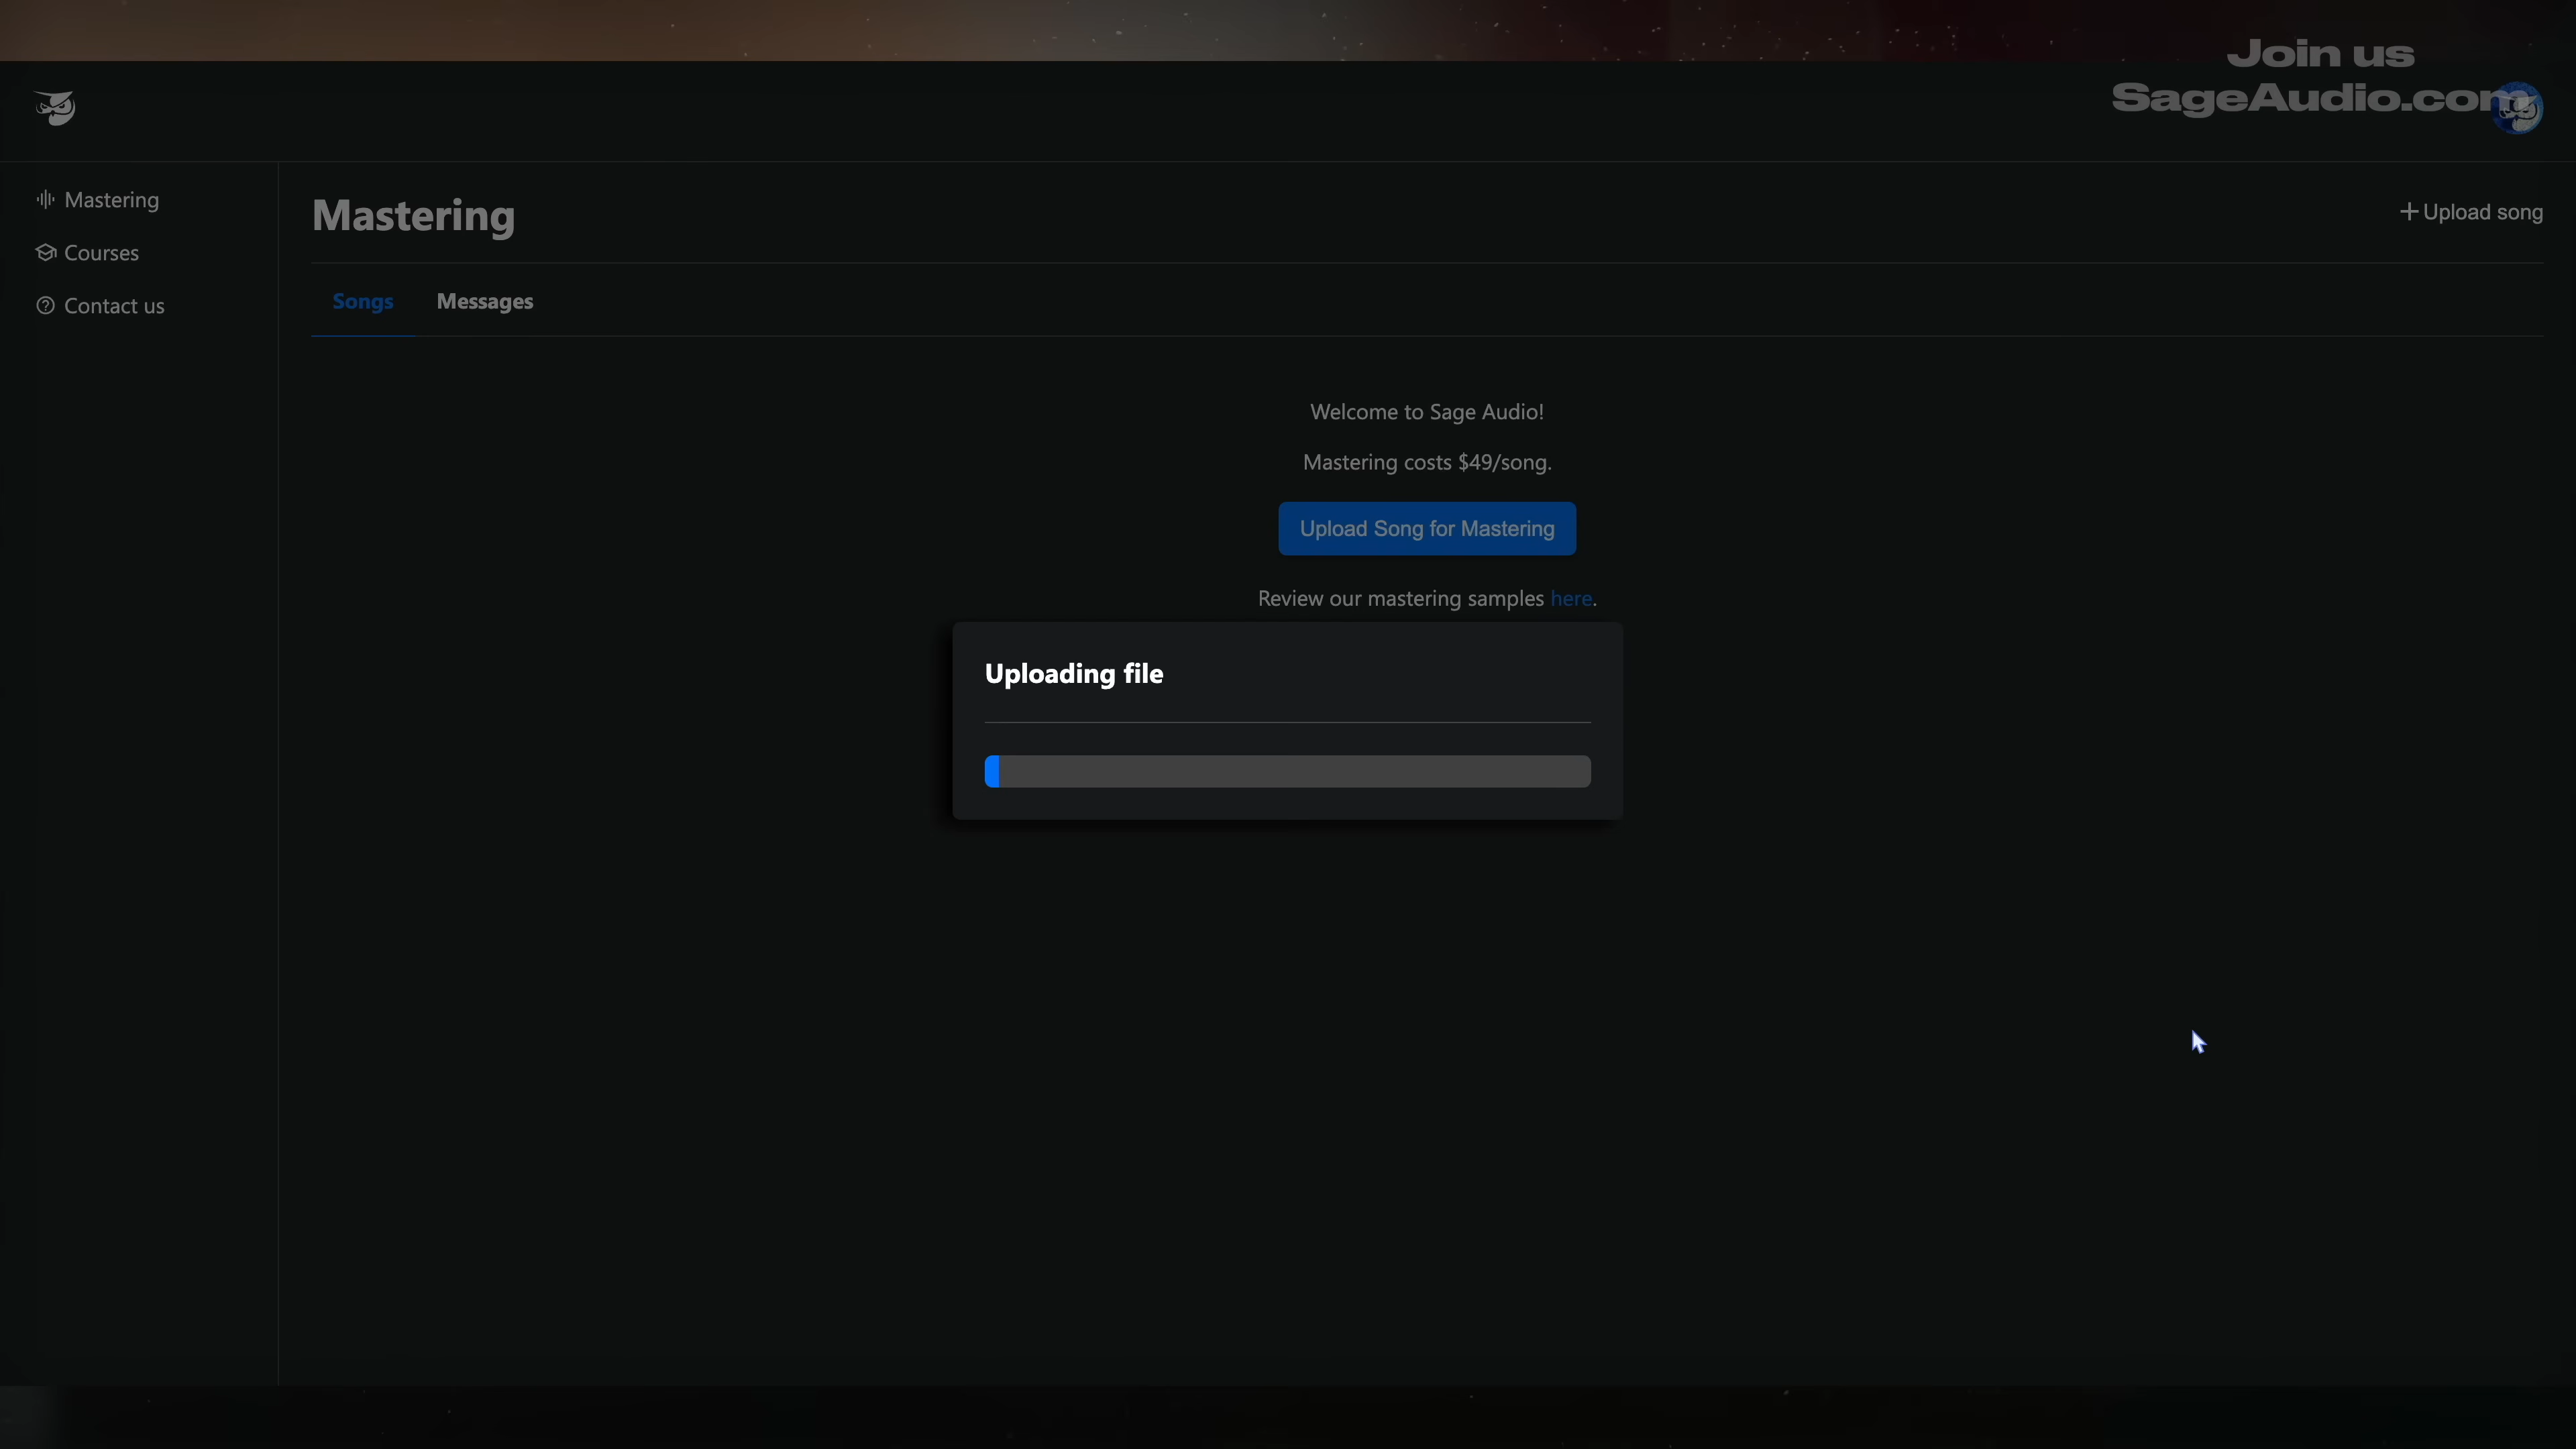 Join us
SageAudio.com
Mastering
Courses
Contact us
Mastering
Upload song
Songs
Messages
Welcome to Sage Audio!
Mastering costs $49/song.
Upload Song for Mastering
Review our mastering samples here.
Uploading file